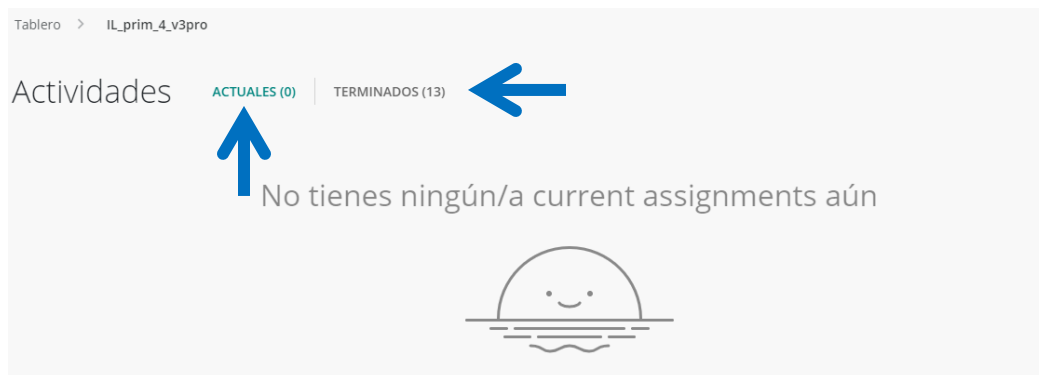 Tablero > IL_prim_4_v3pro
Actividades ACTUALES (0) TERMINADOS (13)
No tienes ningún/a current assignments aún